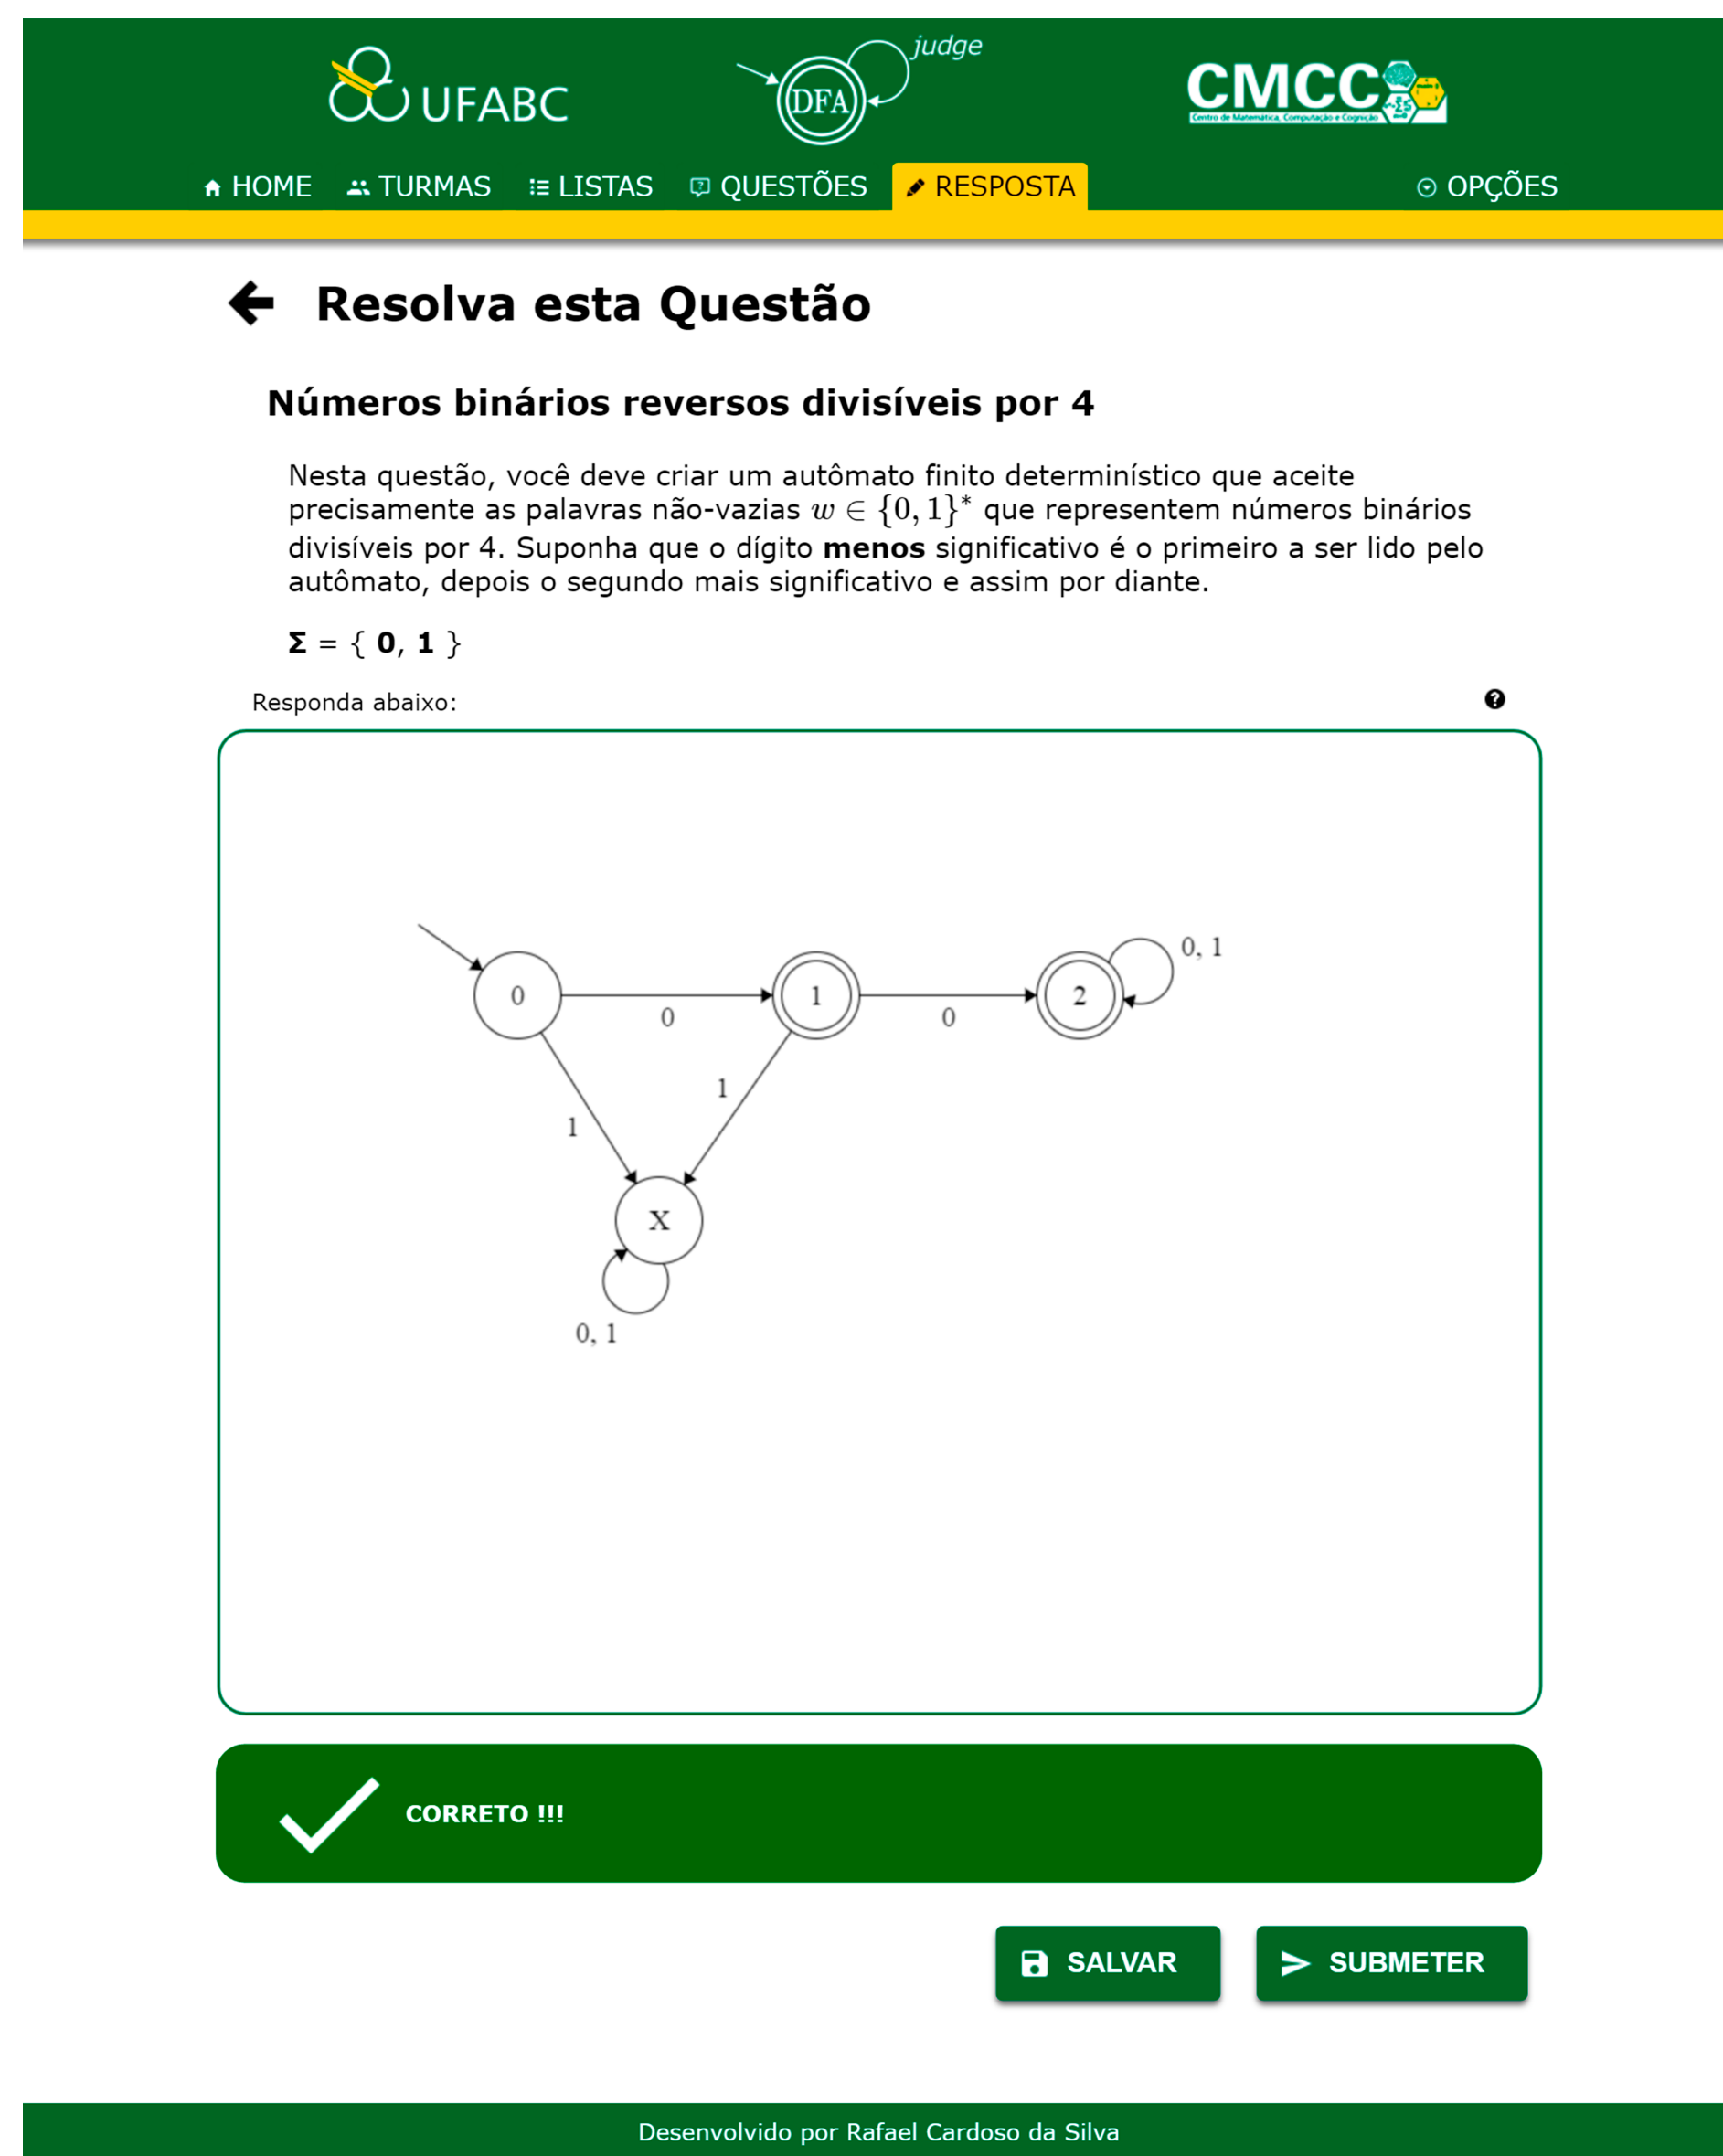 UFABC
DFA
judge
CMCC
Centro de Matemática, Computação e Cognição
HOME TURMAS LISTAS QUESTÕES RESPOSTA OPÇÕES
Resolva esta Questão
Números binários reversos divisíveis por 4
Nesta questão, você deve criar um autômato finito determinístico que aceite
precisamente as palavras não-vazias w ∈ {0, 1}* que representem números binários
divisíveis por 4. Suponha que o dígito menos significativo é o primeiro a ser lido pelo
autômato, depois o segundo mais significativo e assim por diante.
Σ = { 0, 1 }
Responda abaixo:
0, 1
0 1 2
0 0
1
1
X
0, 1
CORRETO !!!
SALVAR SUBMETER
Desenvolvido por Rafael Cardoso da Silva